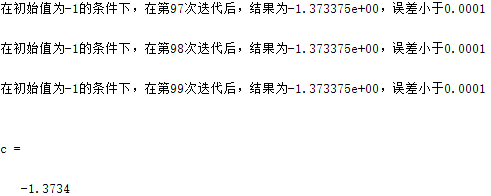 在初始值为-1的条件下，在第97次迭代后，结果为-1.373375e+00，误差小于0.0001
在初始值为-1的条件下，在第98次迭代后，结果为-1.373375e+00，误差小于0.0001
在初始值为-1的条件下，在第99次迭代后，结果为-1.373375e+00，误差小于0.0001
c =
-1.3734